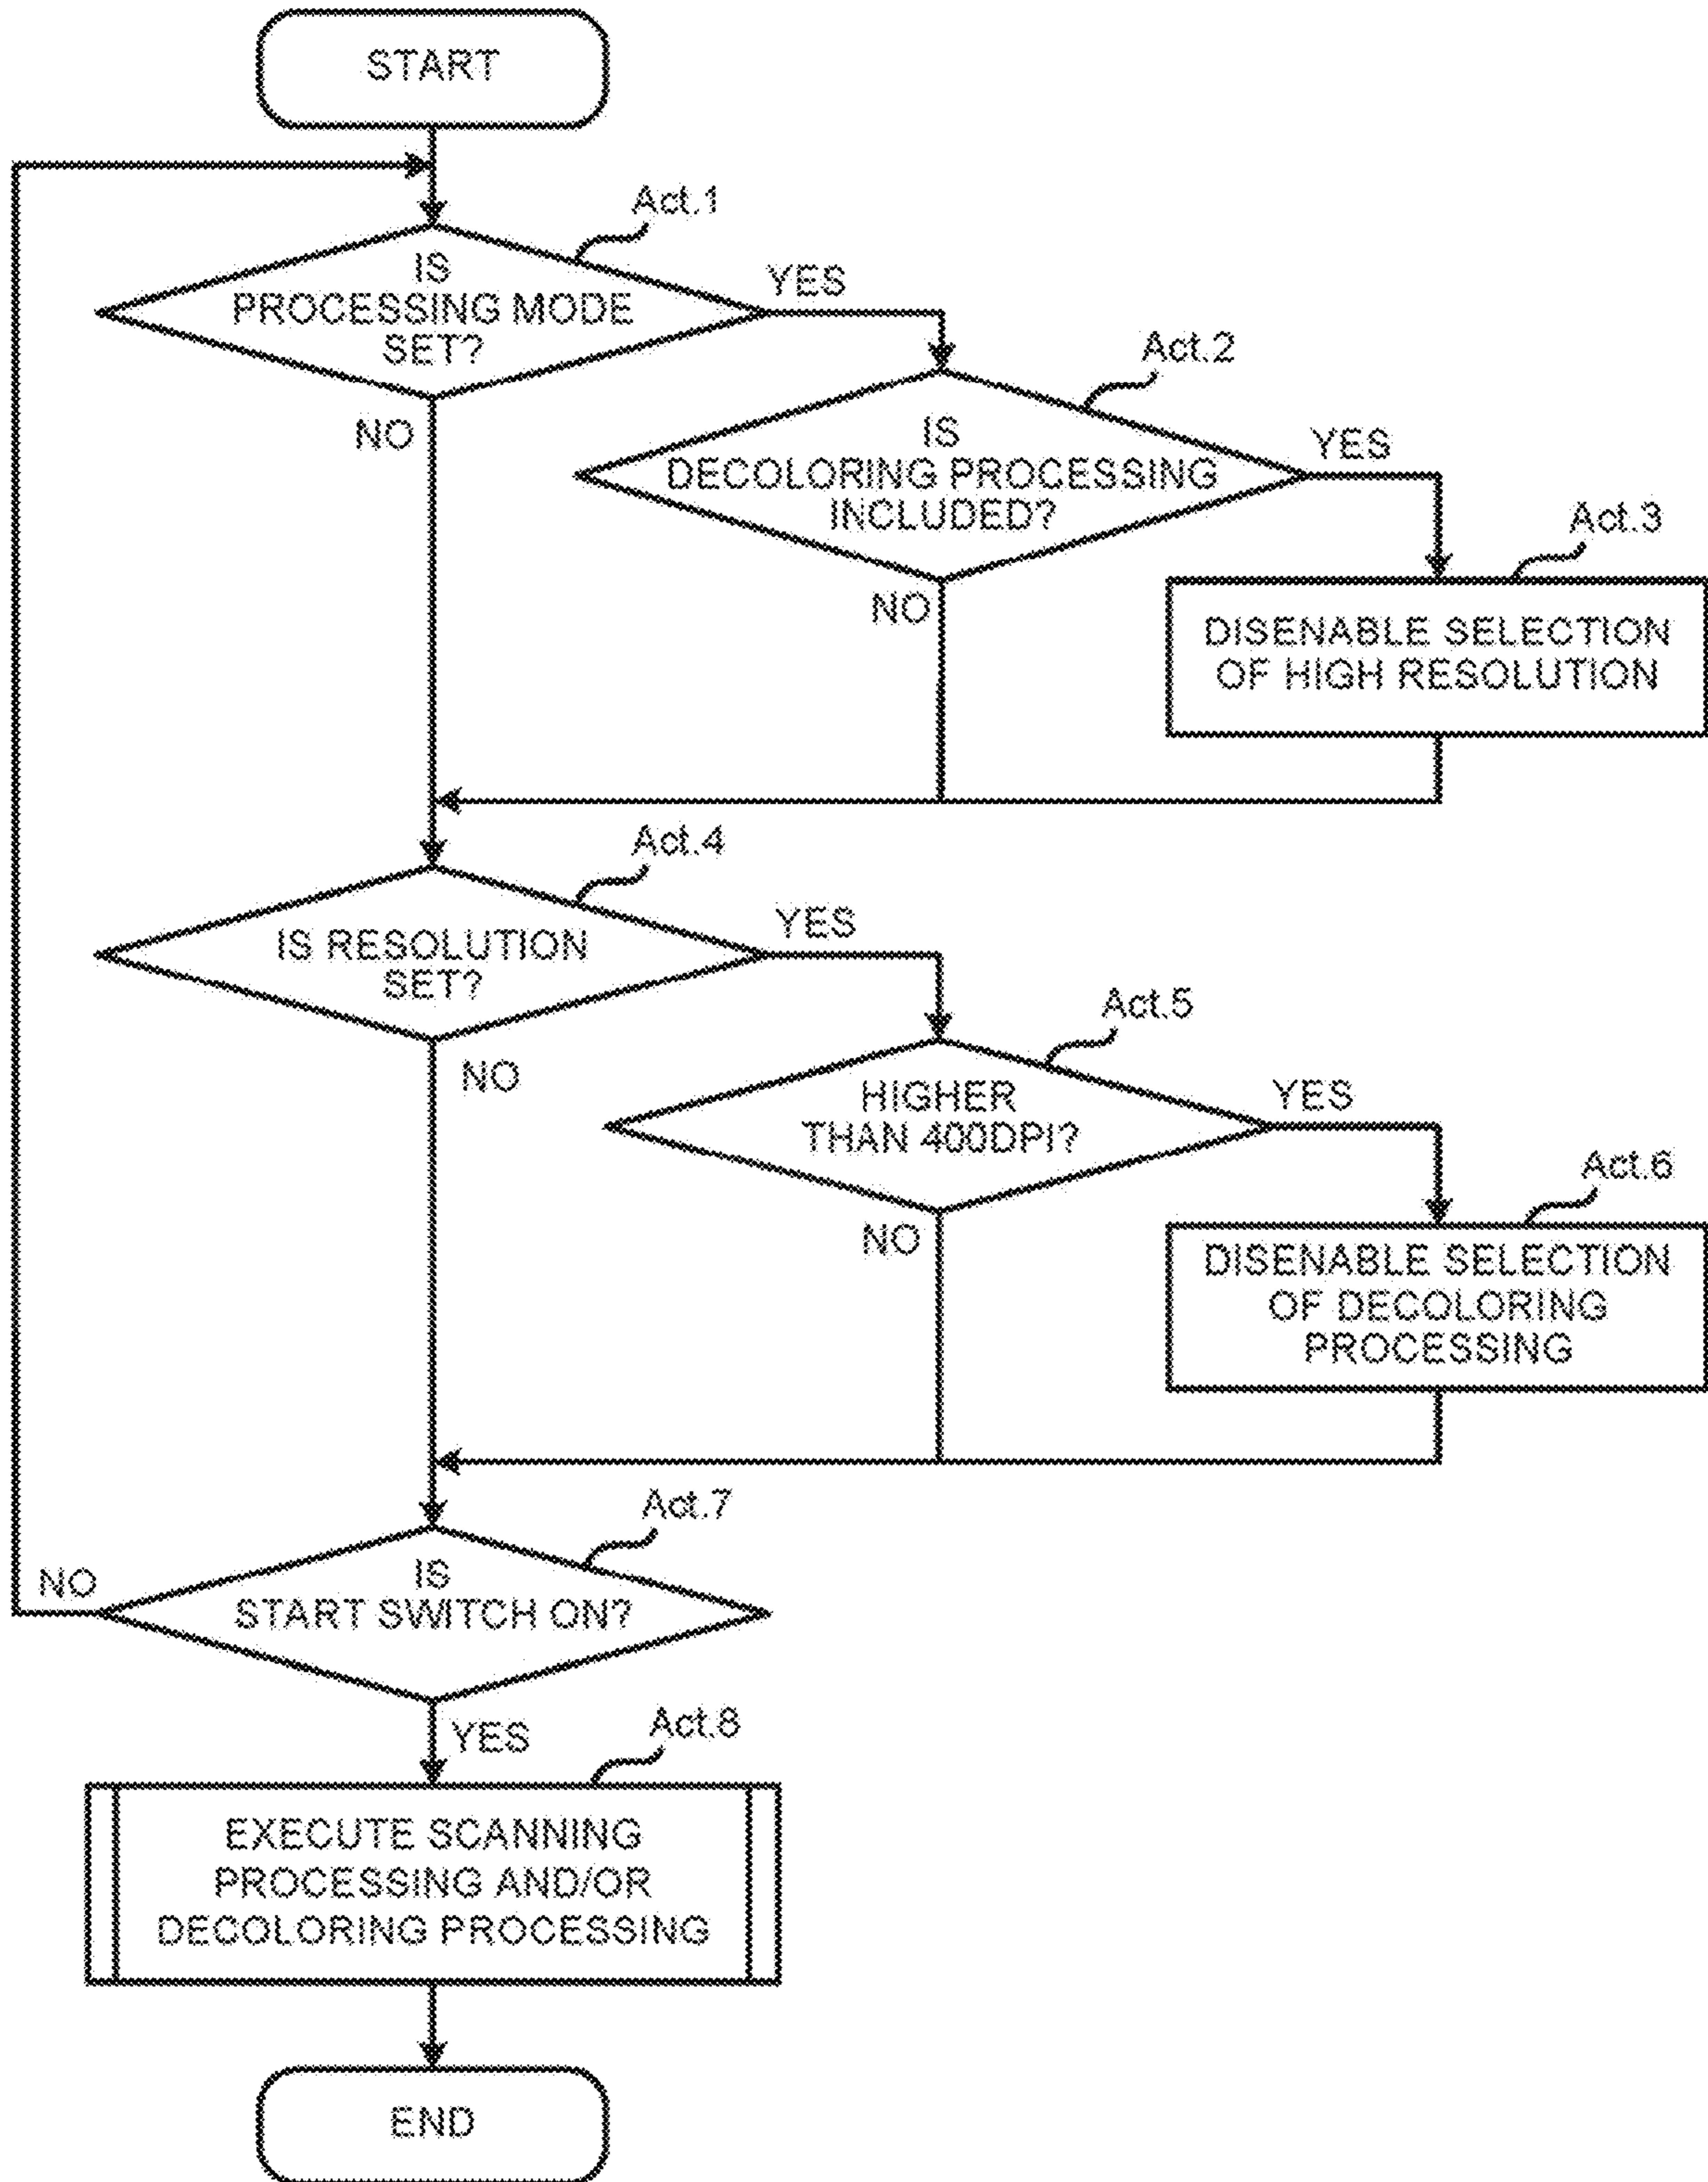 START
Act.1
IS
PROCESSING MODE
SET?
YES
NO
Act.2
IS
DECOLORING PROCESSING
INCLUDED?
YES
NO
Act.3
DISENABLE SELECTION
OF HIGH RESOLUTION
Act.4
IS RESOLUTION
SET?
YES
NO
Act.5
HIGHER
THAN 400DPI?
YES
NO
Act.6
DISENABLE SELECTION
OF DECOLORING
PROCESSING
Act.7
IS
START SWITCH ON?
NO
YES
Act.8
EXECUTE SCANNING
PROCESSING AND/OR
DECOLORING PROCESSING
END